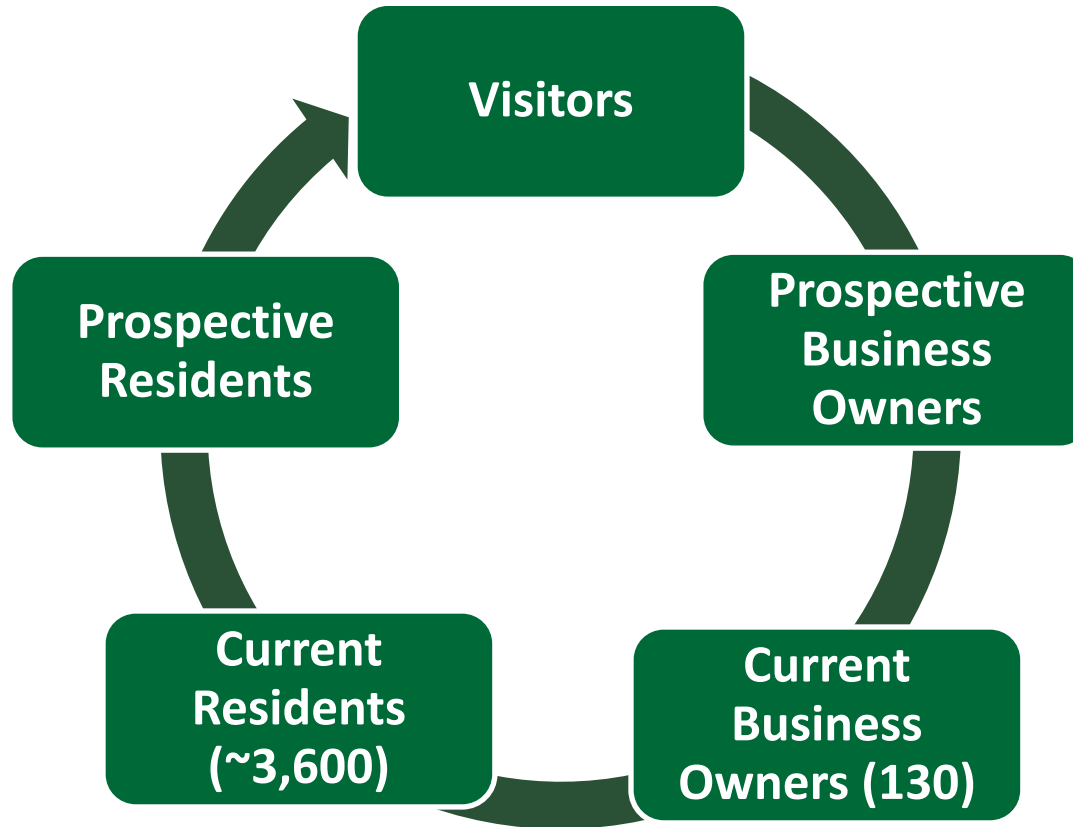 Visitors
Prospective
Business
Owners
Current
Business
Owners (130)
Current
Residents
(~3,600)
Prospective
Residents